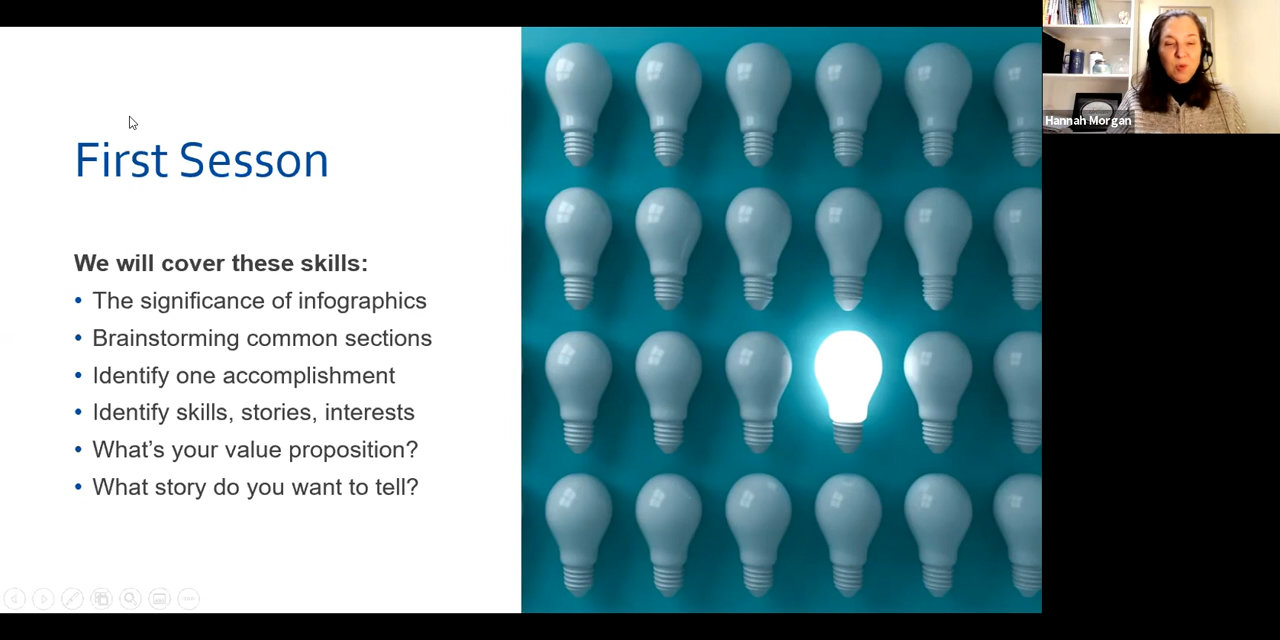 First Sesson
We will cover these skills:
• The significance of infographics
• Brainstorming common sections
• Identify one accomplishment
• Identify skills, stories, interests
• What’s your value proposition?
• What story do you want to tell?
Hannah Morgan